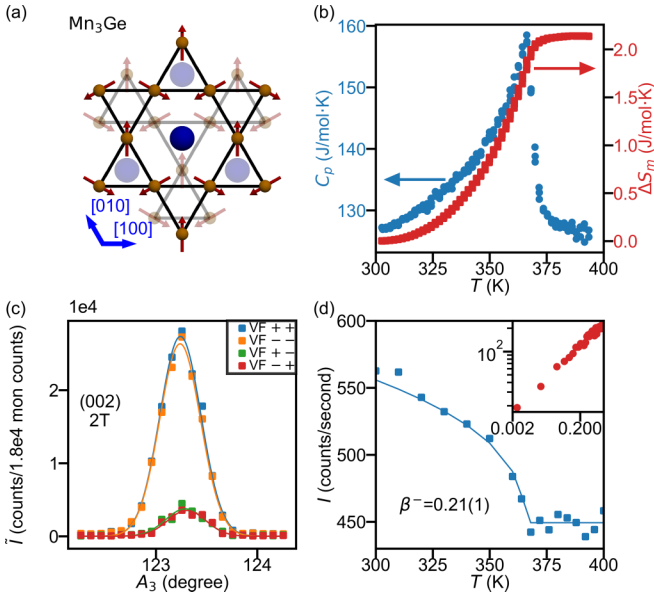 (a)
Mn₃Ge
[010]
[100]
(b)
160
150
140
130
Cₚ (J/mol·K)
2.0
1.5
1.0
0.5
0.0
ΔSₘ (J/mol·K)
300 325 350 375 400
T (K)
(c)
1e4
VF + +
VF − −
VF + −
VF − +
(002)
2T
2
1
0
Ĩ (counts/1.8e4 mon counts)
123 124
A₃ (degree)
(d)
600
550
500
450
I (counts/second)
10²
0.002 0.200
β⁻=0.21(1)
300 325 350 375 400
T (K)